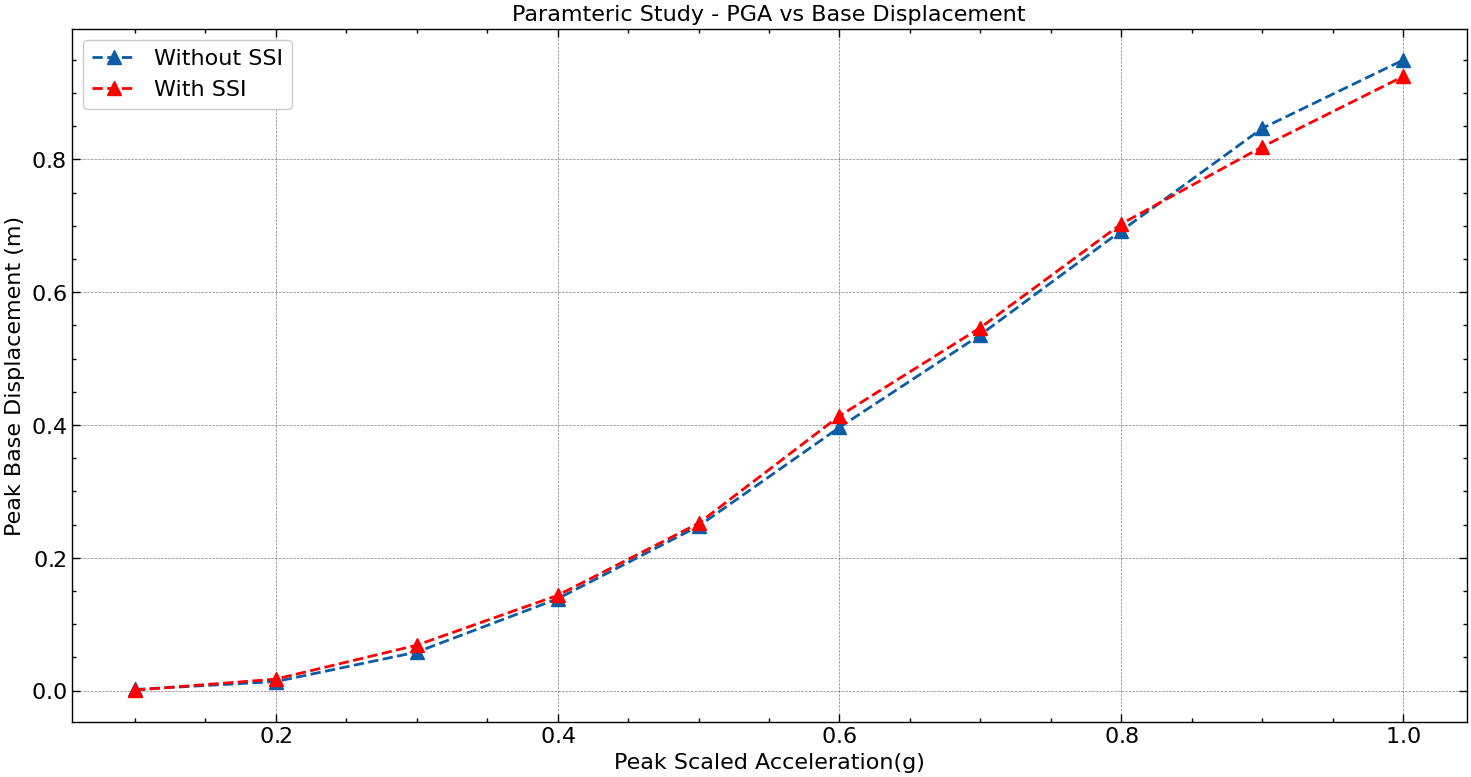 Paramteric Study - PGA vs Base Displacement
Without SSI
With SSI
Peak Base Displacement (m)
0.8
0.6
0.4
0.2
0.0
0.2
0.4
0.6
0.8
1.0
Peak Scaled Acceleration(g)